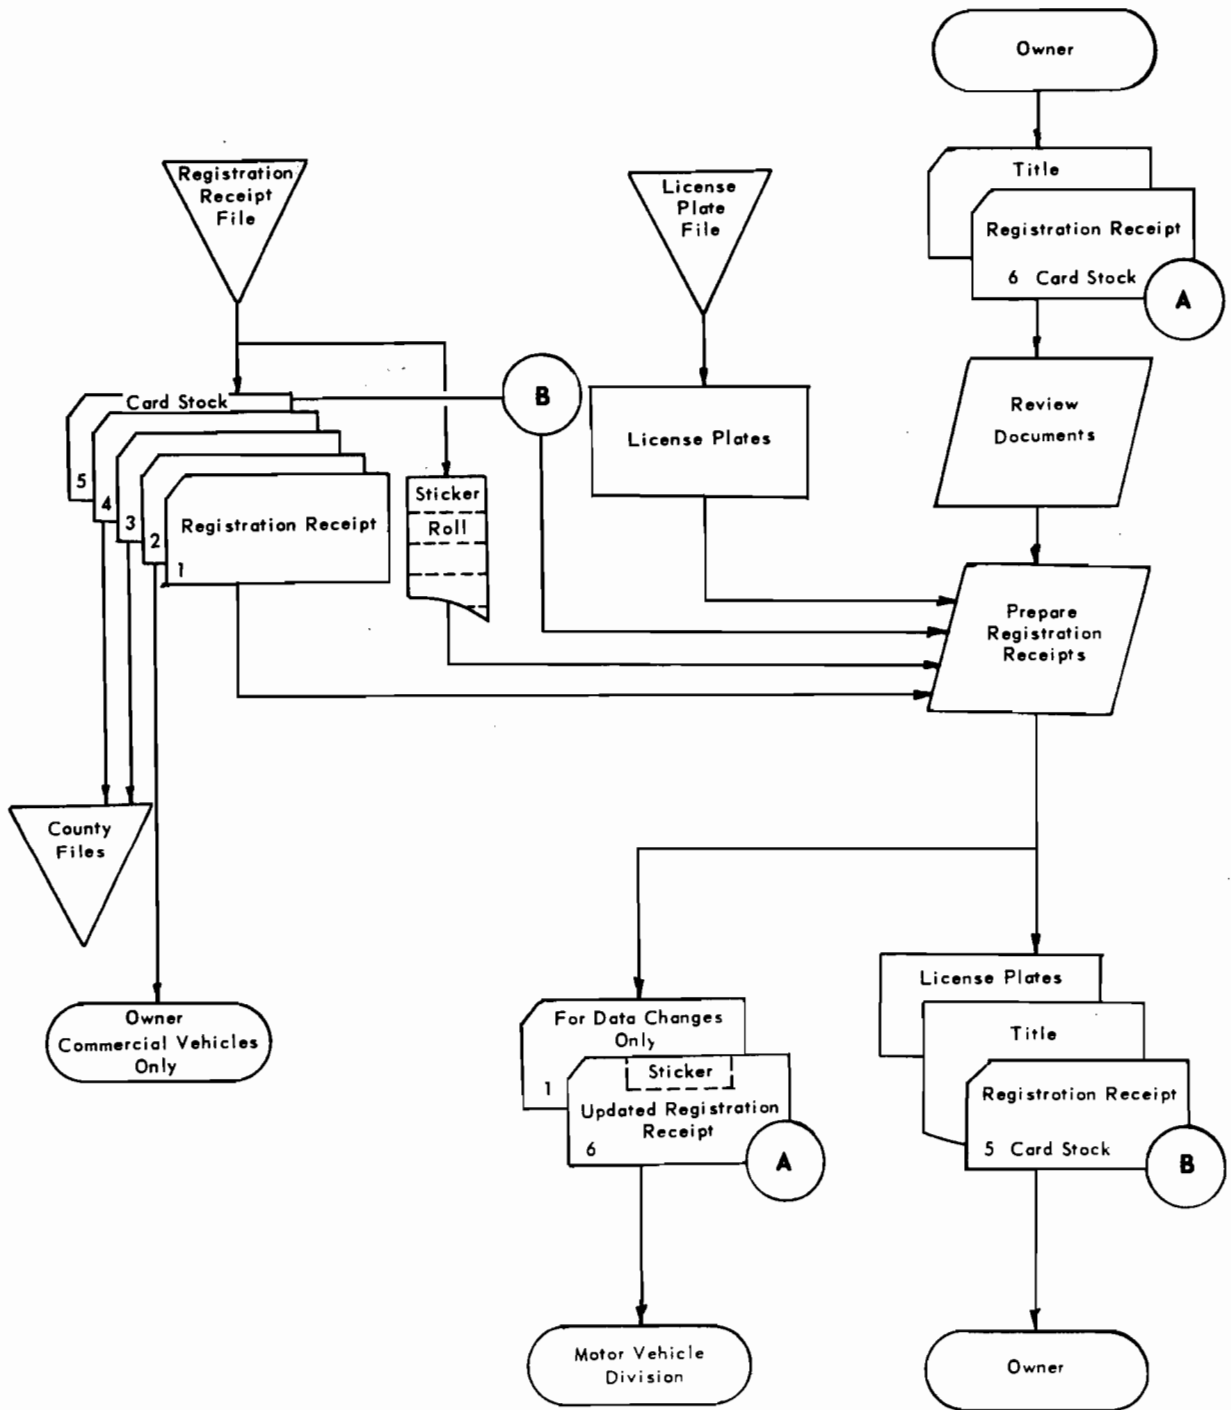 Owner
Title
Registration Receipt
6 Card Stock
A
Registration
Receipt
File
License
Plate
File
Card Stock
5
4
3
2
Registration Receipt
1
Sticker
Roll
B
License Plates
Review
Documents
Prepare
Registration
Receipts
County
Files
Owner
Commercial Vehicles
Only
For Data Changes
Only
1
Sticker
Updated Registration
Receipt
6
A
License Plates
Title
Registrotion Receipt
5 Card Stock
B
Motor Vehicle
Division
Owner